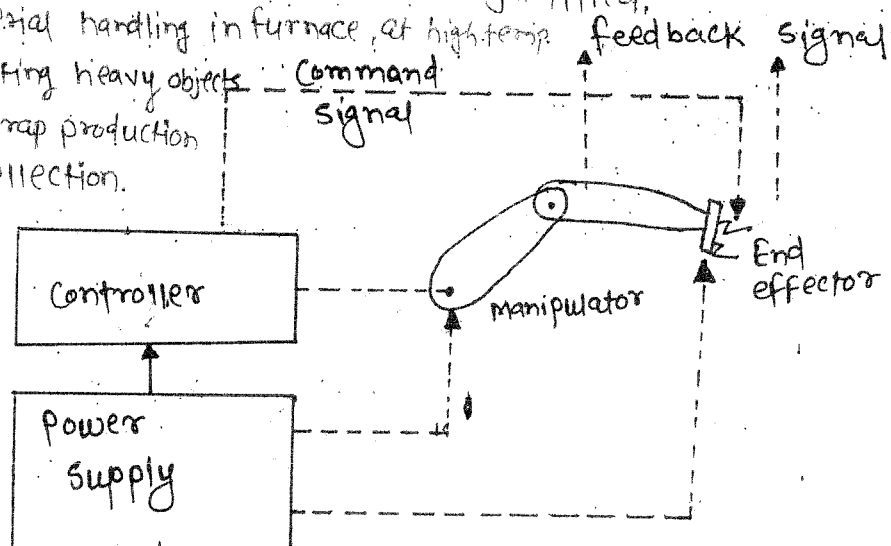 rial handling in furnace, at high temp.
feedback signal
ting heavy objects
Command
signal
rap production
llection.
Controller
manipulator
End
effector
Power
Supply